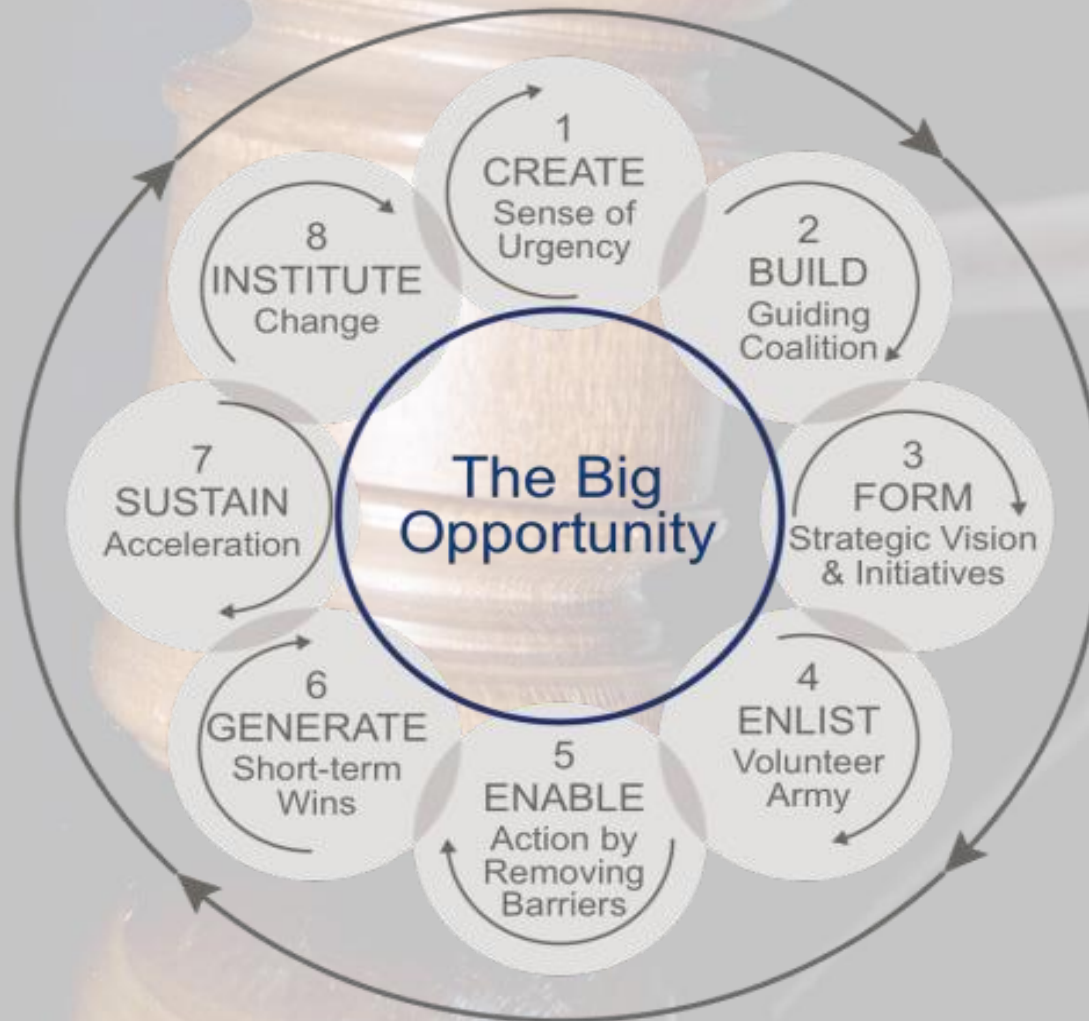 1
CREATE
Sense of
Urgency
2
BUILD
Guiding
Coalition
3
FORM
Strategic Vision
& Initiatives
4
ENLIST
Volunteer
Army
5
ENABLE
Action by
Removing
Barriers
6
GENERATE
Short-term
Wins
7
SUSTAIN
Acceleration
8
INSTITUTE
Change
The Big
Opportunity